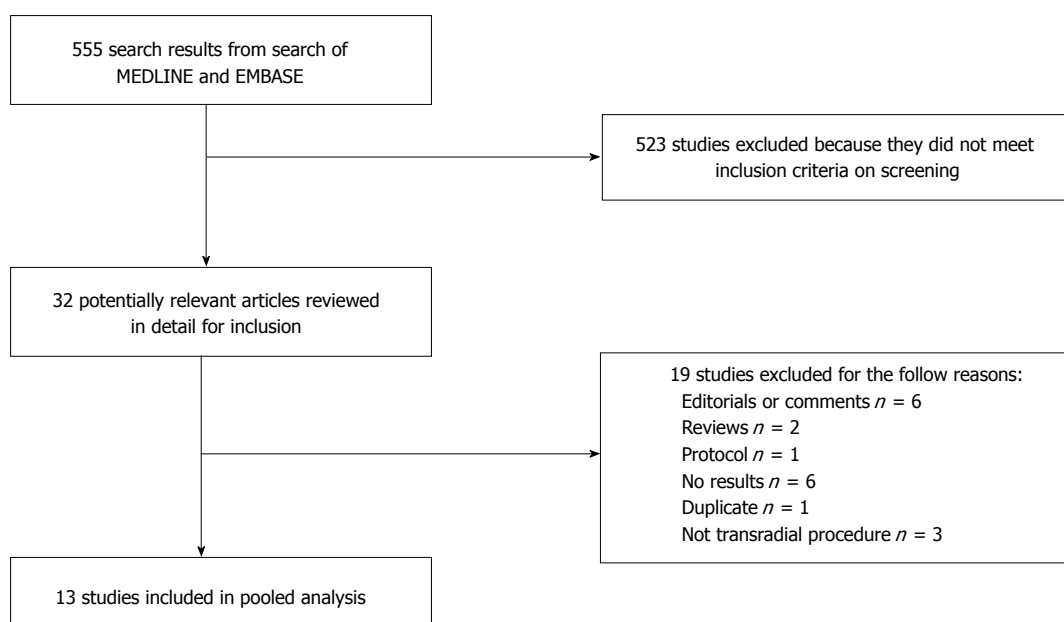 555 search results from search of
MEDLINE and EMBASE
523 studies excluded because they did not meet
inclusion criteria on screening
32 potentially relevant articles reviewed
in detail for inclusion
19 studies excluded for the follow reasons:
Editorials or comments n = 6
Reviews n = 2
Protocol n = 1
No results n = 6
Duplicate n = 1
Not transradial procedure n = 3
13 studies included in pooled analysis